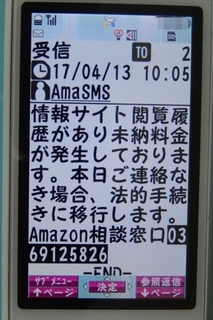 受信 TO 2
17/04/13 10:05
AmaSMS
情報サイト閲覧履
歴があり未納料金
が発生しておりま
す。本日ご連絡な
き場合、法的手続
きに移行します。
Amazon相談窓口03
69125826
-END-
ｻﾌﾞﾒﾆｭｰ 決定 参照返信
↑ページ ↓ページ